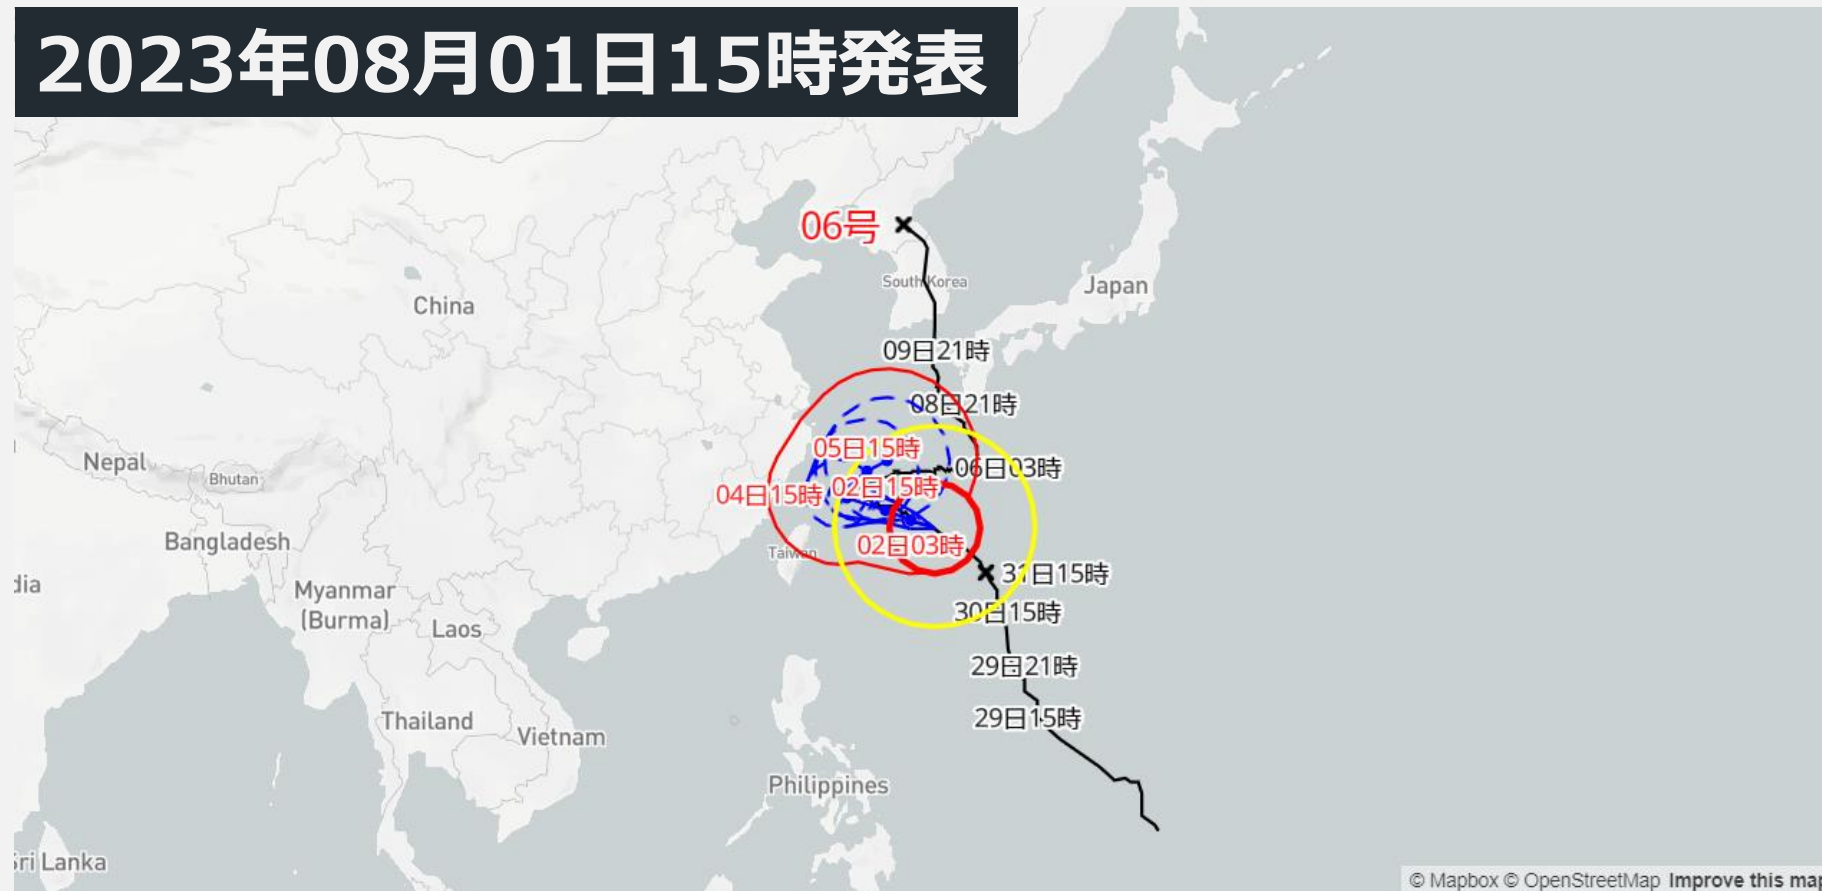 2023年08月01日15時発表
06号
South Korea
Japan
China
09日21時
08日21時
05日15時
Nepal
06日03時
Bhutan
04日15時
02日15時
Bangladesh
02日03時
Taiwan
31日15時
dia
Myanmar
(Burma)
30日15時
Laos
29日21時
Thailand
29日15時
Vietnam
Philippines
Sri Lanka
© Mapbox © OpenStreetMap Improve this map